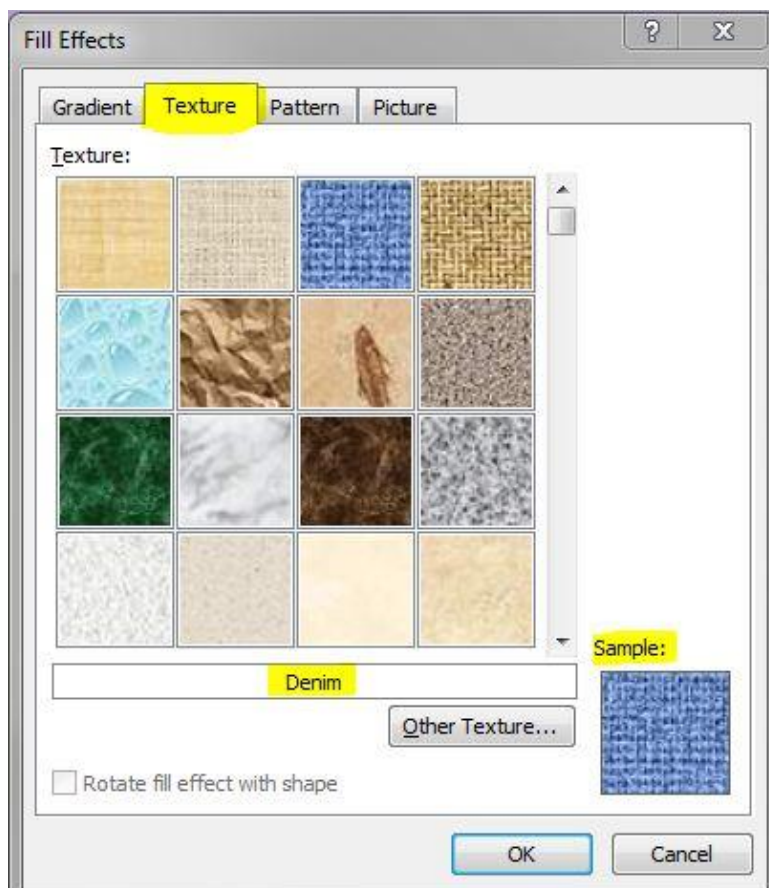 Fill Effects
Gradient Texture Pattern Picture
Texture:
Sample:
Denim
Other Texture...
Rotate fill effect with shape
OK Cancel